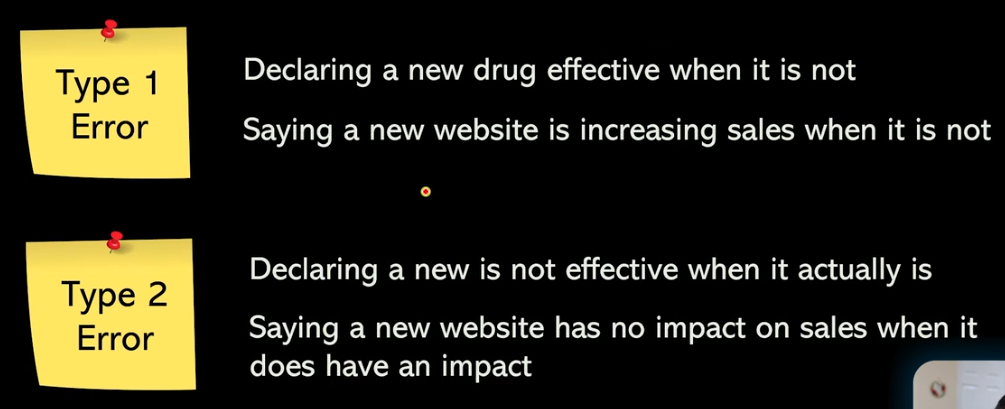 Type 1
Error
Declaring a new drug effective when it is not
Saying a new website is increasing sales when it is not
Type 2
Error
Declaring a new is not effective when it actually is
Saying a new website has no impact on sales when it
does have an impact